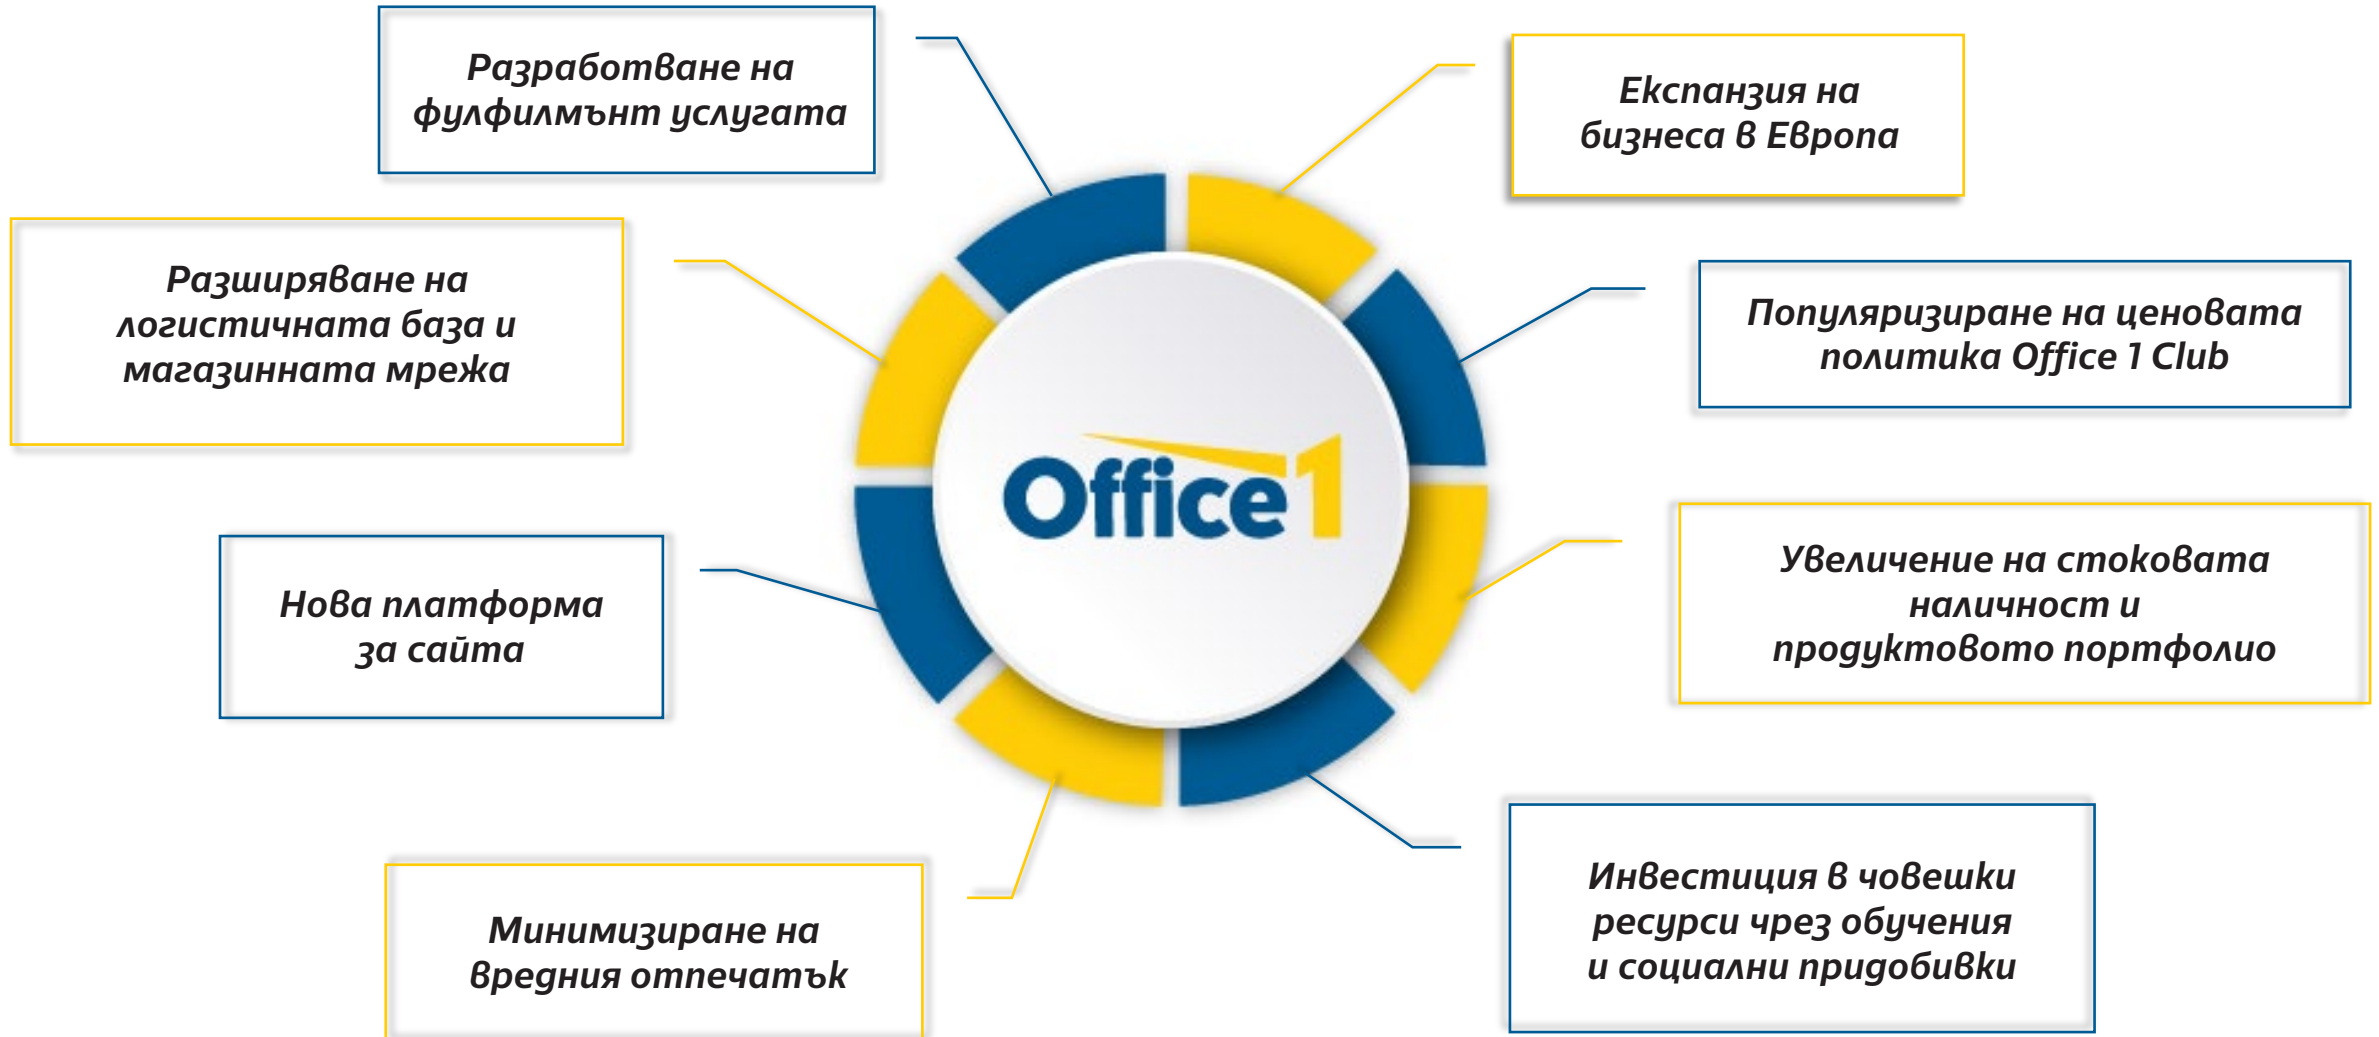 Разработване на
фулфилмънт услугата
Експанзия на
бизнеса в Европа
Разширяване на
логистичната база и
магазинната мрежа
Популяризиране на ценовата
политика Office 1 Club
Office1
Увеличение на стоковата
наличност и
продуктовото портфолио
Нова платформа
за сайта
Инвестиция в човешки
ресурси чрез обучения
и социални придобивки
Минимизиране на
вредния отпечатък